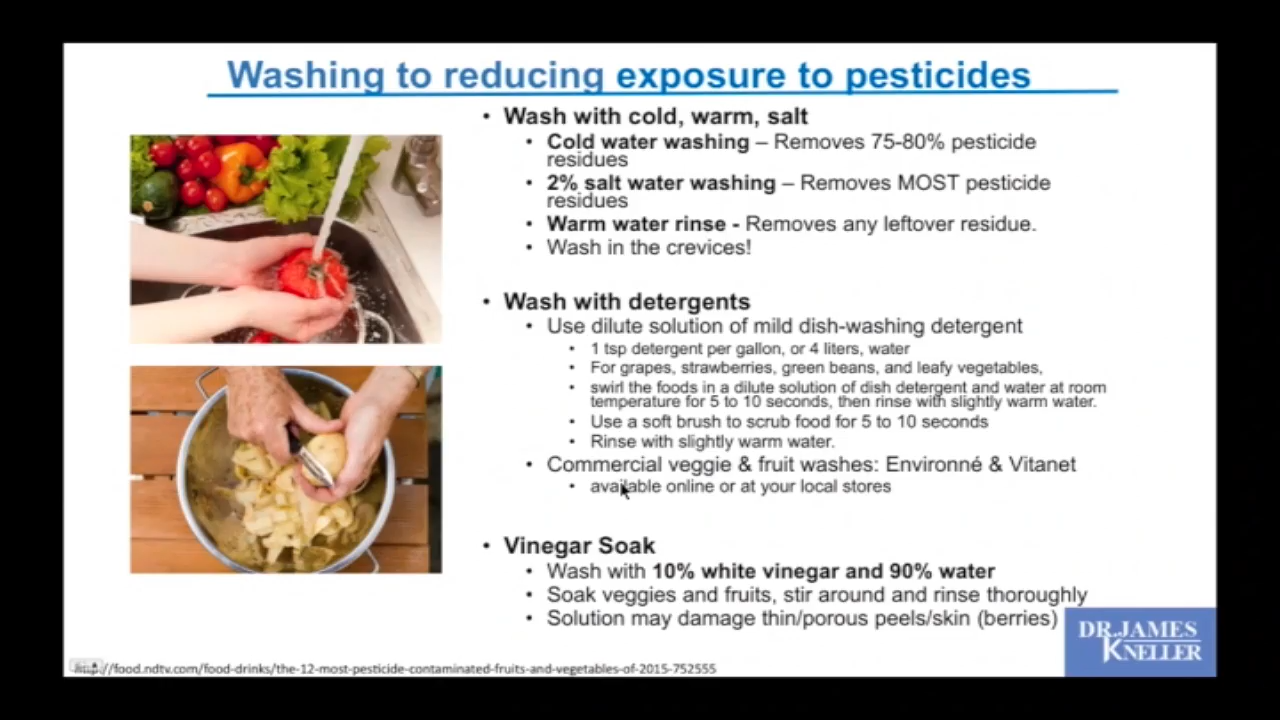 Washing to reducing exposure to pesticides
• Wash with cold, warm, salt
• Cold water washing – Removes 75-80% pesticide
residues
• 2% salt water washing – Removes MOST pesticide
residues
• Warm water rinse - Removes any leftover residue.
• Wash in the crevices!
• Wash with detergents
• Use dilute solution of mild dish-washing detergent
• 1 tsp detergent per gallon, or 4 liters, water
• For grapes, strawberries, green beans, and leafy vegetables,
• swirl the foods in a dilute solution of dish detergent and water at room
temperature for 5 to 10 seconds, then rinse with slightly warm water.
• Use a soft brush to scrub food for 5 to 10 seconds
• Rinse with slightly warm water.
• Commercial veggie & fruit washes: Environné & Vitanet
• available online or at your local stores
• Vinegar Soak
• Wash with 10% white vinegar and 90% water
• Soak veggies and fruits, stir around and rinse thoroughly
• Solution may damage thin/porous peels/skin (berries)
DR.JAMES
KNELLER
http://food.ndtv.com/food-drinks/the-12-most-pesticide-contaminated-fruits-and-vegetables-of-2015-752555